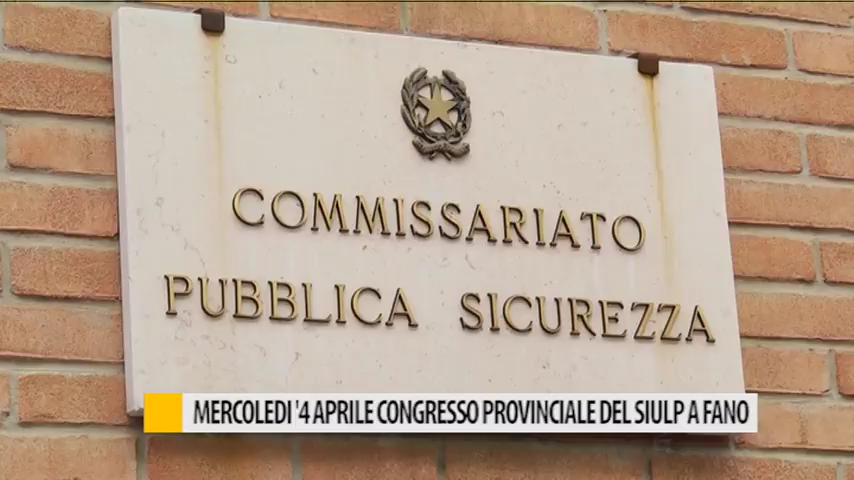 COMMISSARIATO
PUBBLICA SICUREZZA
MERCOLEDI '4 APRILE CONGRESSO PROVINCIALE DEL SIULP A FANO